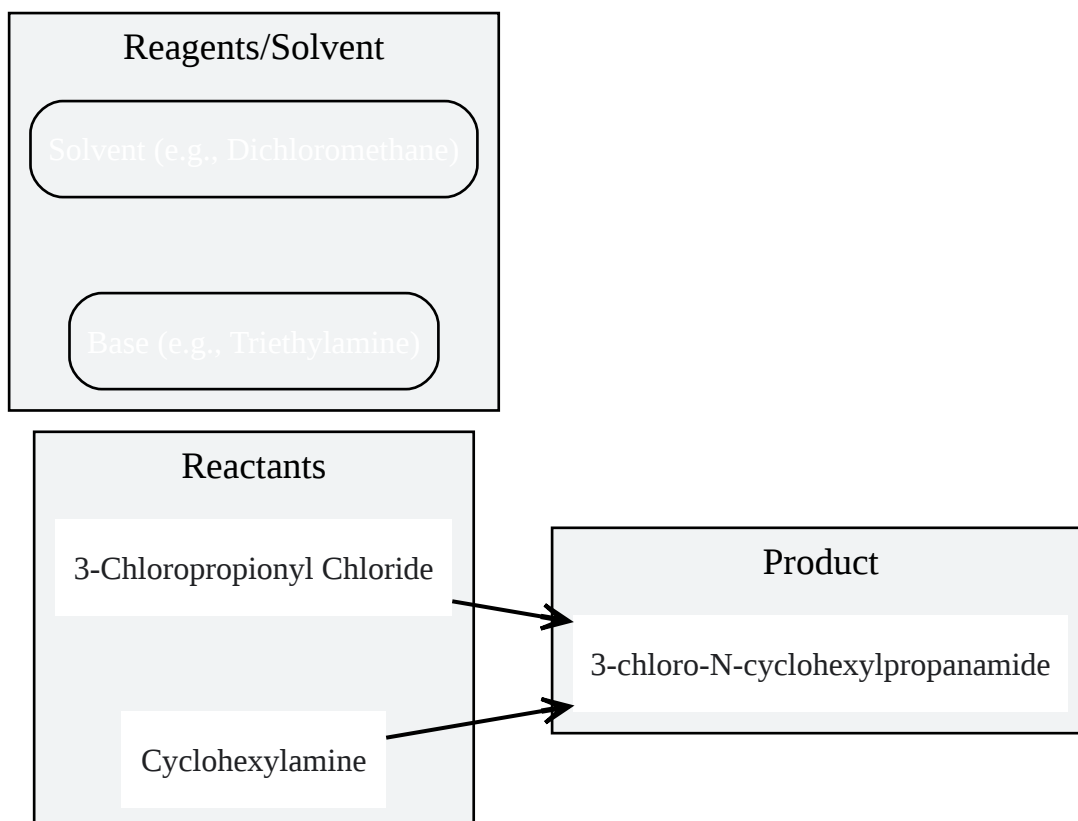 Reagents/Solvent
Solvent (e.g., Dichloromethane)
Base (e.g., Triethylamine)
Reactants
3-Chloropropionyl Chloride
Cyclohexylamine
Product
3-chloro-N-cyclohexylpropanamide